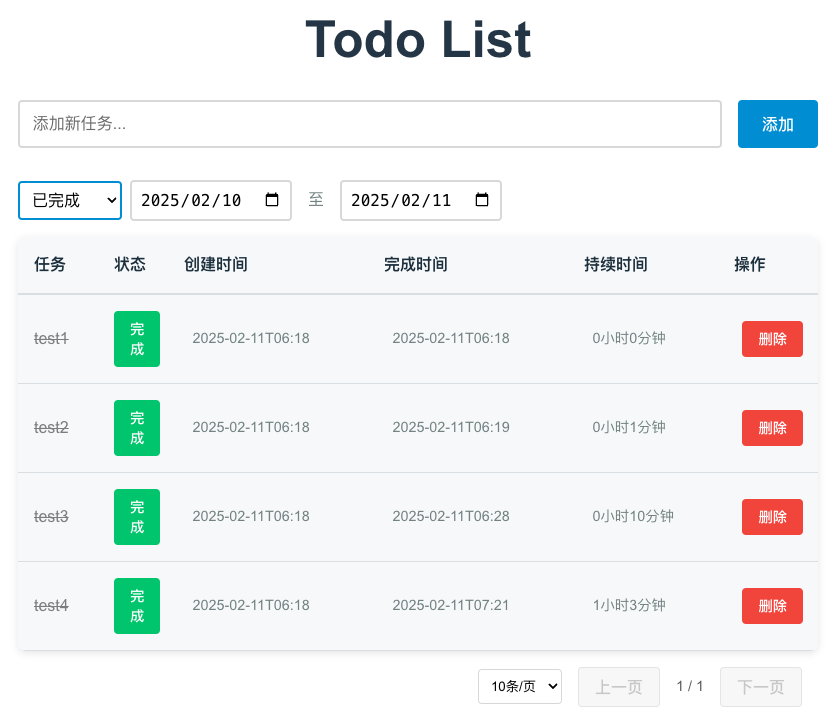 Todo List
添加新任务...
添加
已完成 2025/02/10 至 2025/02/11
任务 状态 创建时间 完成时间 持续时间 操作
test1 完成 2025-02-11T06:18 2025-02-11T06:18 0小时0分钟 删除
test2 完成 2025-02-11T06:18 2025-02-11T06:19 0小时1分钟 删除
test3 完成 2025-02-11T06:18 2025-02-11T06:28 0小时10分钟 删除
test4 完成 2025-02-11T06:18 2025-02-11T07:21 1小时3分钟 删除
10条/页 上一页 1 / 1 下一页